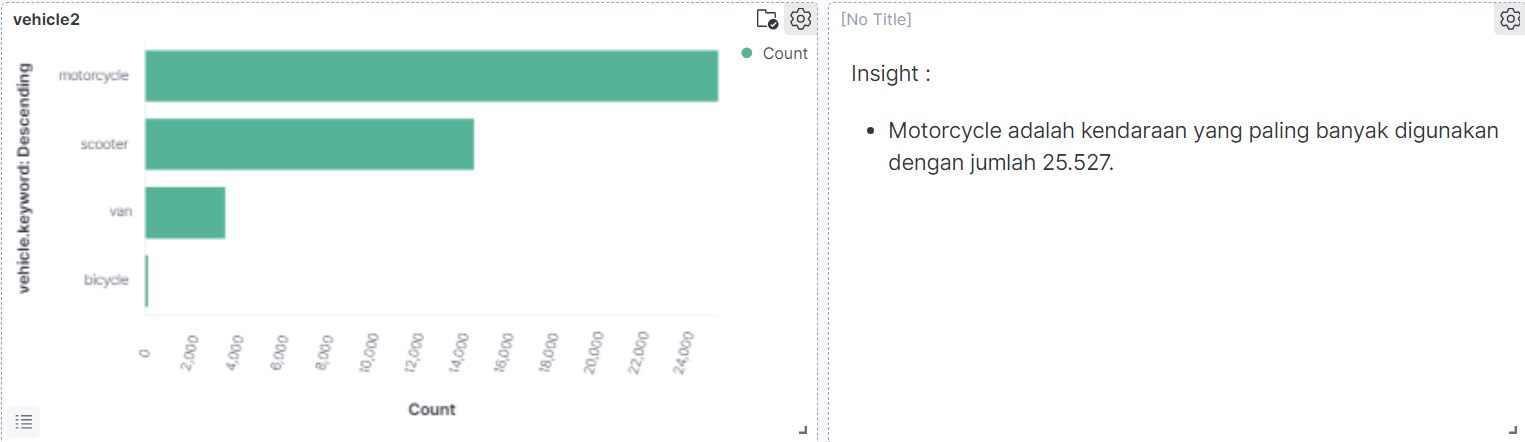 vehicle2
Count
vehicle.keyword: Descending
motorcycle
scooter
van
bicycle
0
2,000
4,000
6,000
8,000
10,000
12,000
14,000
16,000
18,000
20,000
22,000
24,000
Count
[No Title]
Insight :
• Motorcycle adalah kendaraan yang paling banyak digunakan
dengan jumlah 25.527.